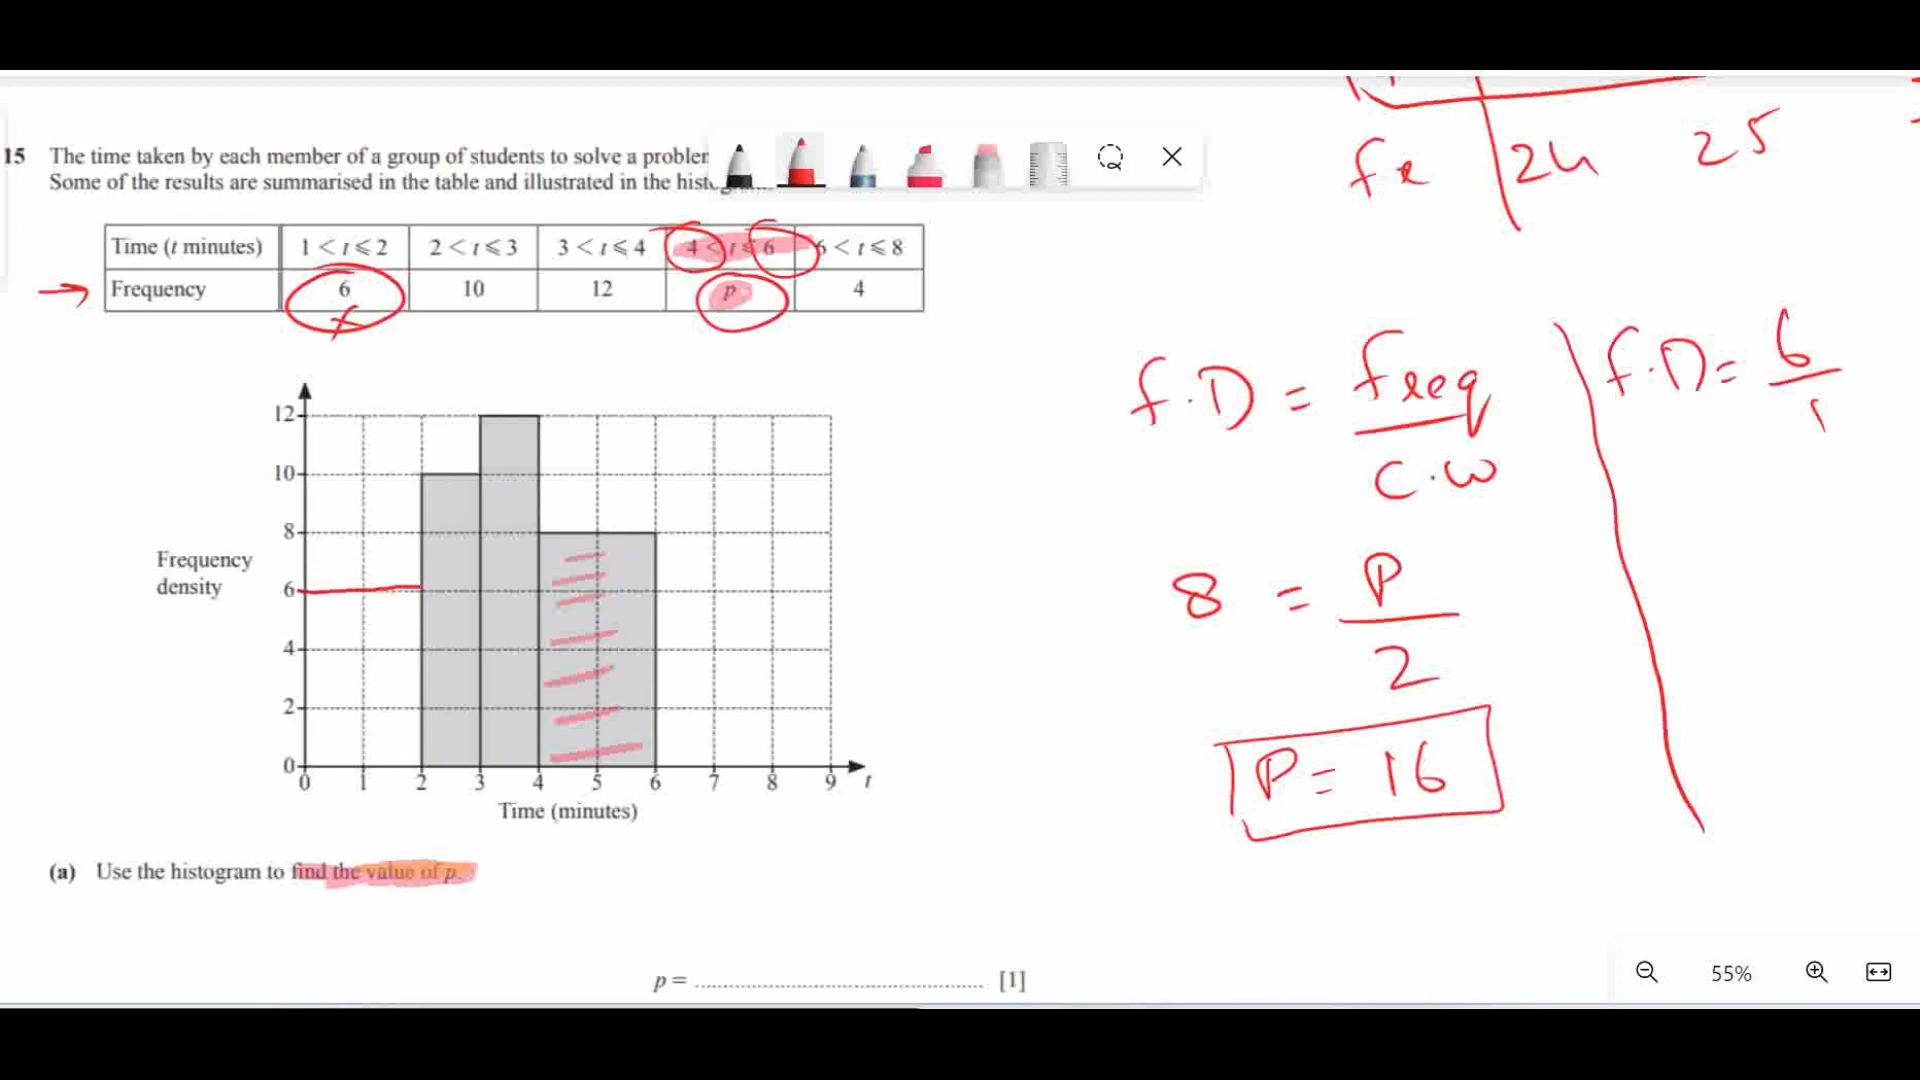 15 The time taken by each member of a group of students to solve a
Some of the results are summarised in the table and illustrated in the
Time (t minutes) 1 < t ⩽ 2 2 < t ⩽ 3 3 < t ⩽ 4 4 < t ⩽ 6 6 < t ⩽ 8
Frequency 6 10 12 p 4
12
10
8
6
4
2
0
Frequency
density
0 1 2 3 4 5 6 7 8 9 t
Time (minutes)
(a) Use the histogram to find the value of p.
p = ........................................ [1]
24 25
f.D = freq
c.w
8 = P
2
P = 16
f.D = 6
1
55%